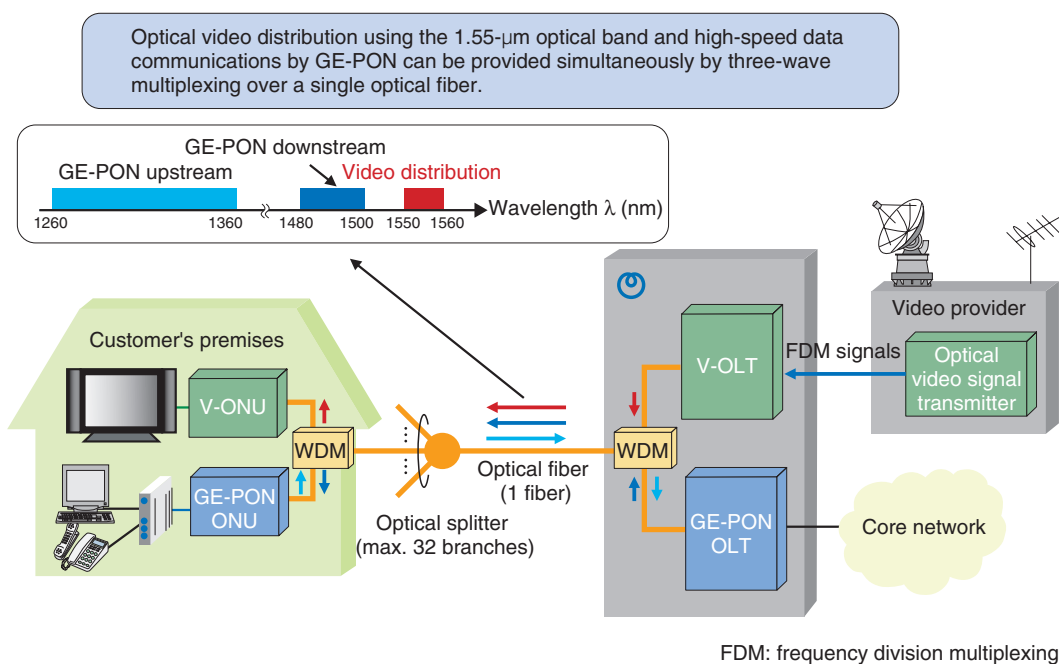 Optical video distribution using the 1.55-μm optical band and high-speed data
communications by GE-PON can be provided simultaneously by three-wave
multiplexing over a single optical fiber.
GE-PON downstream
GE-PON upstream
Video distribution
Wavelength λ (nm)
1260
1360
1480
1500
1550
1560
Customer's premises
V-ONU
WDM
GE-PON
ONU
Optical splitter
(max. 32 branches)
Optical fiber
(1 fiber)
V-OLT
WDM
GE-PON
OLT
FDM signals
Video provider
Optical
video signal
transmitter
Core network
FDM: frequency division multiplexing